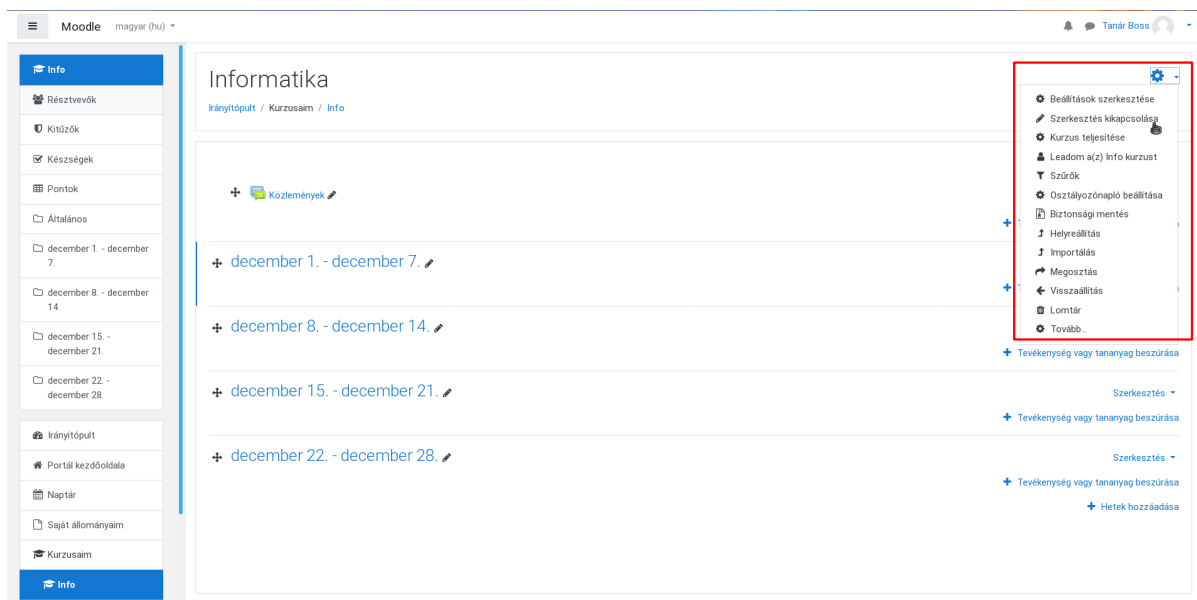 Moodle magyar (hu)
Tanár Boss
Info
Résztvevők
Kitűzők
Készségek
Pontok
Általános
december 1. - december
7.
december 8. - december
14.
december 15. -
december 21.
december 22. -
december 28.
Irányítópult
Portál kezdőoldala
Naptár
Saját állományaim
Kurzusaim
Info
Informatika
Irányítópult / Kurzusaim / Info
Közlemények
december 1. - december 7.
december 8. - december 14.
Tevékenység vagy tananyag beszúrása
december 15. - december 21.
Szerkesztés
Tevékenység vagy tananyag beszúrása
december 22. - december 28.
Szerkesztés
Tevékenység vagy tananyag beszúrása
Hetek hozzáadása
Beállítások szerkesztése
Szerkesztés kikapcsolása
Kurzus teljesítése
Leadom a(z) Info kurzust
Szűrők
Osztályozónapló beállítása
Biztonsági mentés
Helyreállítás
Importálás
Megosztás
Visszaállítás
Lomtár
Tovább...